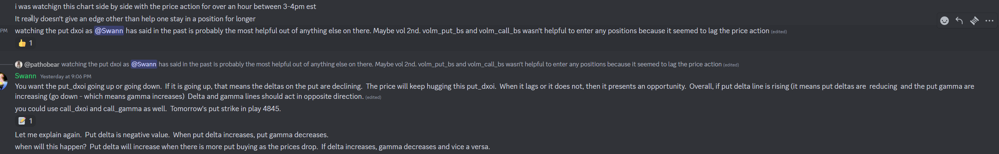 i was watchign this chart side by side with the price action for over an hour between 3-4pm est
It really doesn't give an edge other than help one stay in a position for longer
PM watching the put dxoi as @Swann has said in the past is probably the most helpful out of anything else on there. Maybe vol 2nd. volm_put_bs and volm_call_bs wasn't helpful to enter any positions because it seemed to lag the price action (edited)
👍 1
@pathobear watching the put dxoi as @Swann has said in the past is probably the most helpful out of anything else on there. Maybe vol 2nd. volm_put_bs and volm_call_bs wasn't helpful to enter any positions because it seemed to lag the price action (edited)
Swann Yesterday at 9:06 PM
You want the put_dxoi going up or going down. If it is going up, that means the deltas on the put are declining. The price will keep hugging this put_dxoi. When it lags or it does not, then it presents an opportunity. Overall, if put delta line is rising (it means put deltas are reducing and the put gamma are
increasing (go down - which means gamma increases) Delta and gamma lines should act in opposite direction. (edited)
you could use call_dxoi and call_gamma as well. Tomorrow's put strike in play 4845.
📝 1
Let me explain again. Put delta is negative value. When put delta increases, put gamma decreases.
when will this happen? Put delta will increase when there is more put buying as the prices drop. If delta increases, gamma decreases and vice a versa.